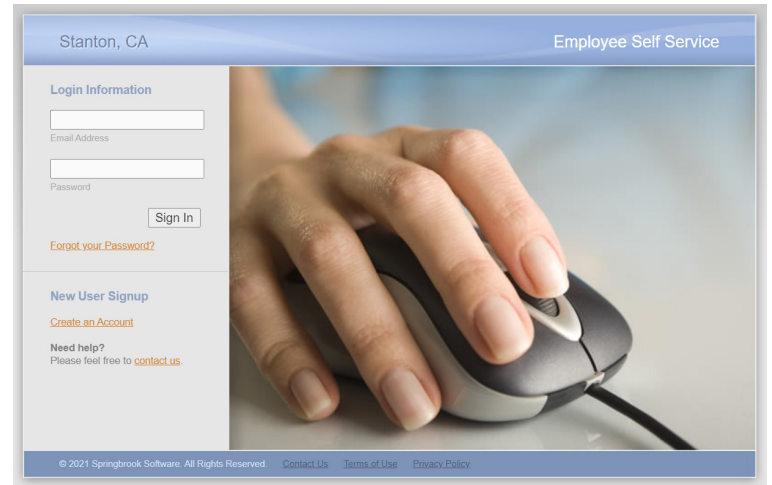 Stanton, CA
Employee Self Service
Login Information
Email Address
Password
Sign In
Forgot your Password?
New User Signup
Create an Account
Need help?
Please feel free to contact us.
© 2021 Springbrook Software. All Rights Reserved. Contact Us Terms of Use Privacy Policy